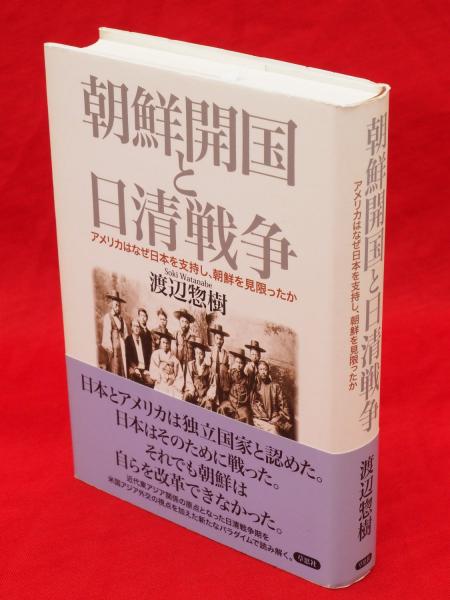 朝鮮開国
と
日清戦争
アメリカはなぜ日本を支持し、朝鮮を見限ったか
Soki Watanabe
渡辺惣樹
日本とアメリカは独立国家と認めた。
日本はそのために戦った。
それでも朝鮮は
自らを改革できなかった。
近代東アジア関係の原点となった日清戦争期を
米国アジア外交の視点を加えた新たなパラダイムで読み解く。
草思社
朝鮮開国と日清戦争
アメリカはなぜ日本を支持し、朝鮮を見限ったか
渡辺惣樹
草思社